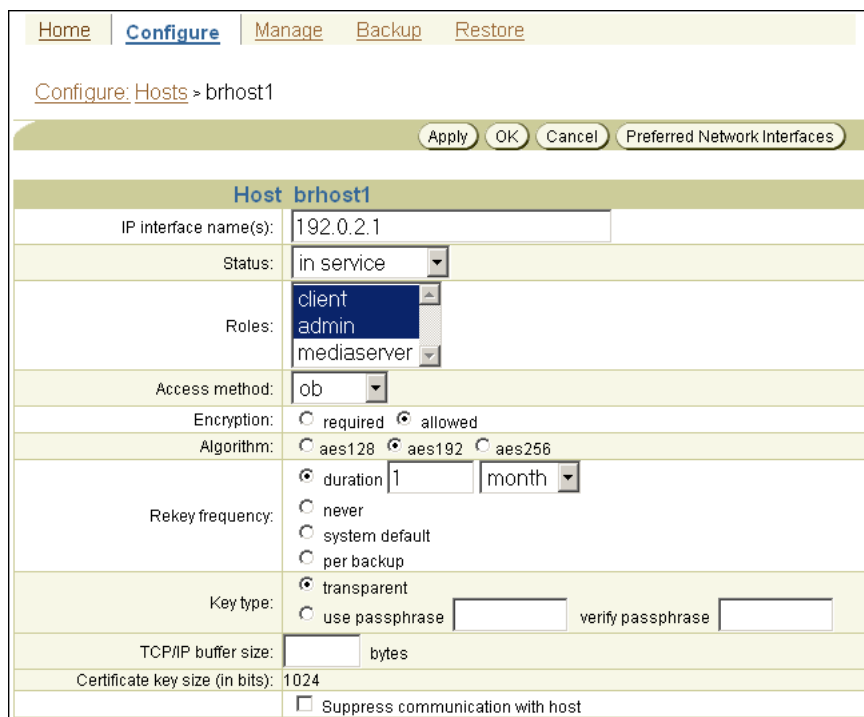 Home Configure Manage Backup Restore
Configure: Hosts > brhost1
Apply OK Cancel Preferred Network Interfaces
Host brhost1
IP interface name(s): 192.0.2.1
Status: in service
Roles: client
admin
mediaserver
Access method: ob
Encryption: required allowed
Algorithm: aes128 aes192 aes256
Rekey frequency: duration 1 month
never
system default
per backup
Key type: transparent
use passphrase verify passphrase
TCP/IP buffer size: bytes
Certificate key size (in bits): 1024
Suppress communication with host